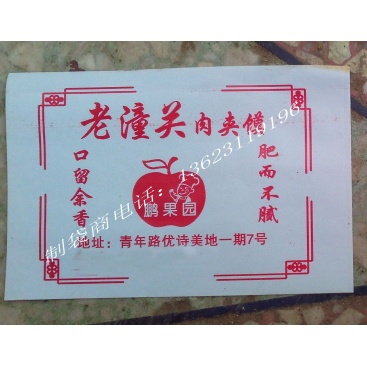 老潼关肉夹馍
口留余香
肥而不腻
鹏果园
地址：青年路优诗美地一期7号
制袋商电话：13623110196